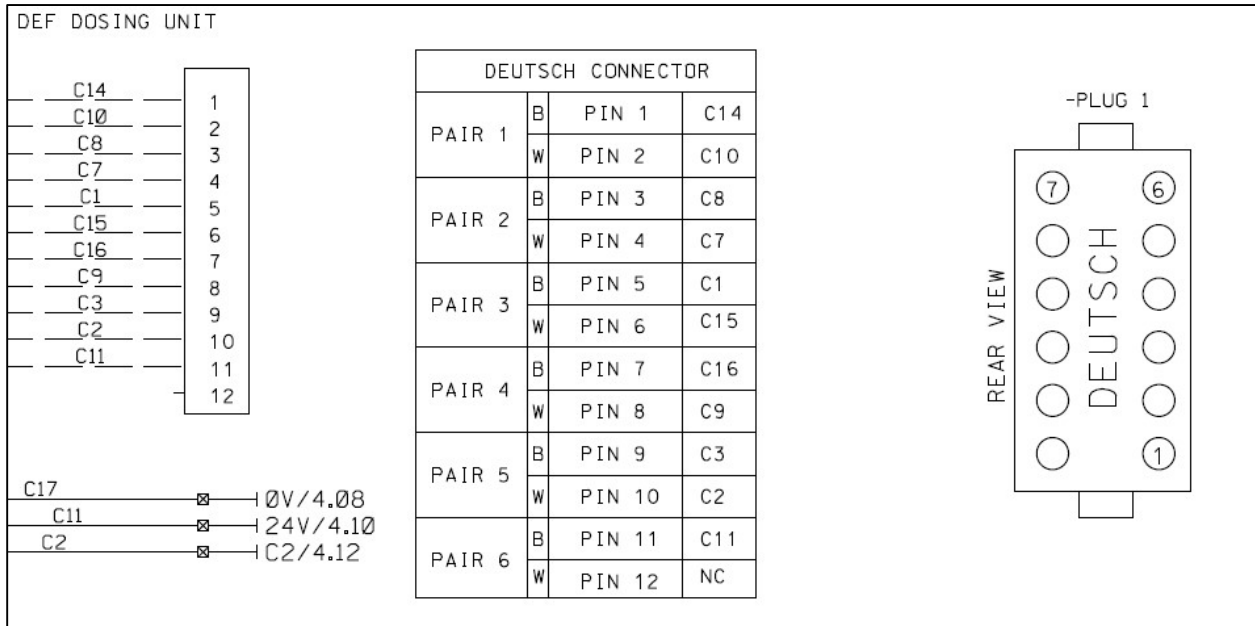 DEF DOSING UNIT
C14 1
C10 2
C8 3
C7 4
C1 5
C15 6
C16 7
C9 8
C3 9
C2 10
C11 11
12
C17 0V/4.08
C11 24V/4.10
C2 C2/4.12
DEUTSCH CONNECTOR
PAIR 1 B PIN 1 C14
W PIN 2 C10
PAIR 2 B PIN 3 C8
W PIN 4 C7
PAIR 3 B PIN 5 C1
W PIN 6 C15
PAIR 4 B PIN 7 C16
W PIN 8 C9
PAIR 5 B PIN 9 C3
W PIN 10 C2
PAIR 6 B PIN 11 C11
W PIN 12 NC
-PLUG 1
7 6
REAR VIEW
DEUTSCH
1